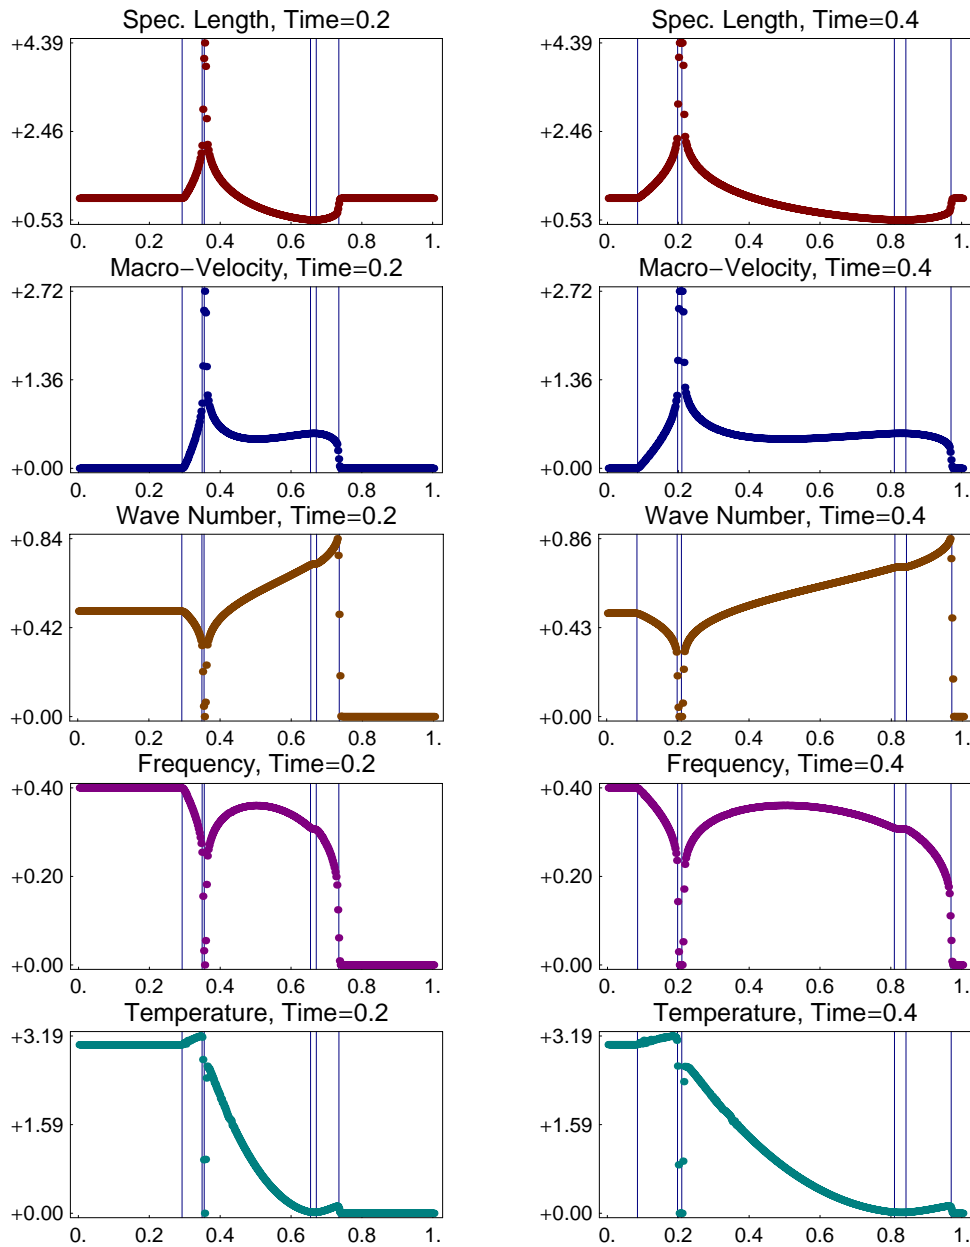 Spec. Length, Time=0.2
+4.39
+2.46
+0.53
0. 0.2 0.4 0.6 0.8 1.
Spec. Length, Time=0.4
+4.39
+2.46
+0.53
0. 0.2 0.4 0.6 0.8 1.
Macro−Velocity, Time=0.2
+2.72
+1.36
+0.00
0. 0.2 0.4 0.6 0.8 1.
Macro−Velocity, Time=0.4
+2.72
+1.36
+0.00
0. 0.2 0.4 0.6 0.8 1.
Wave Number, Time=0.2
+0.84
+0.42
+0.00
0. 0.2 0.4 0.6 0.8 1.
Wave Number, Time=0.4
+0.86
+0.43
+0.00
0. 0.2 0.4 0.6 0.8 1.
Frequency, Time=0.2
+0.40
+0.20
+0.00
0. 0.2 0.4 0.6 0.8 1.
Frequency, Time=0.4
+0.40
+0.20
+0.00
0. 0.2 0.4 0.6 0.8 1.
Temperature, Time=0.2
+3.19
+1.59
+0.00
0. 0.2 0.4 0.6 0.8 1.
Temperature, Time=0.4
+3.19
+1.59
+0.00
0. 0.2 0.4 0.6 0.8 1.